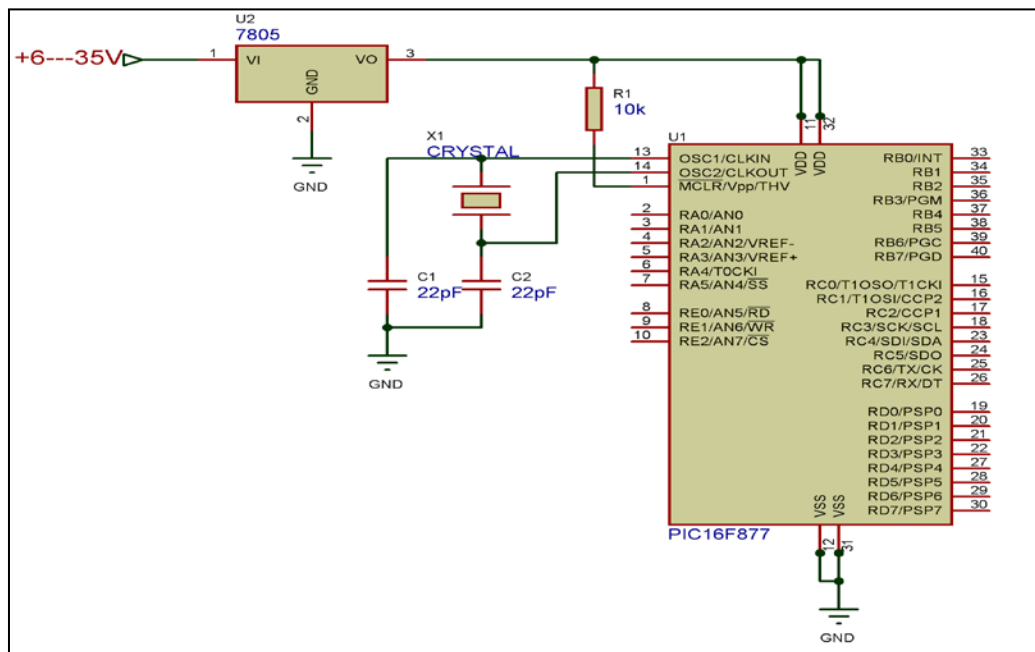 U2
7805
+6---35V
1
VI
VO
3
GND
2
GND
R1
10k
X1
CRYSTAL
C1
22pF
C2
22pF
GND
U1
11
32
VDD
VDD
13 OSC1/CLKIN
14 OSC2/CLKOUT
1 MCLR/Vpp/THV
2 RA0/AN0
3 RA1/AN1
4 RA2/AN2/VREF-
5 RA3/AN3/VREF+
6 RA4/T0CKI
7 RA5/AN4/SS
8 RE0/AN5/RD
9 RE1/AN6/WR
10 RE2/AN7/CS
RB0/INT 33
RB1 34
RB2 35
RB3/PGM 36
RB4 37
RB5 38
RB6/PGC 39
RB7/PGD 40
RC0/T1OSO/T1CKI 15
RC1/T1OSI/CCP2 16
RC2/CCP1 17
RC3/SCK/SCL 18
RC4/SDI/SDA 23
RC5/SDO 24
RC6/TX/CK 25
RC7/RX/DT 26
RD0/PSP0 19
RD1/PSP1 20
RD2/PSP2 21
RD3/PSP3 22
RD4/PSP4 27
RD5/PSP5 28
RD6/PSP6 29
RD7/PSP7 30
VSS
VSS
PIC16F877
12
31
GND